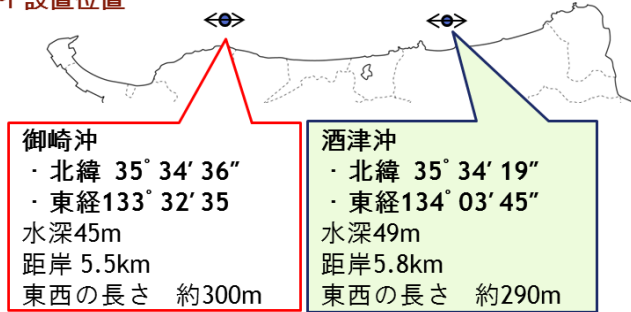 設置位置
御崎沖
・北緯 35ﾟ34′36″
・東経133ﾟ32′35
水深45m
距岸 5.5km
東西の長さ　約300m
酒津沖
・北緯 35ﾟ34′19″
・東経134ﾟ03′45″
水深49m
距岸5.8km
東西の長さ　約290m